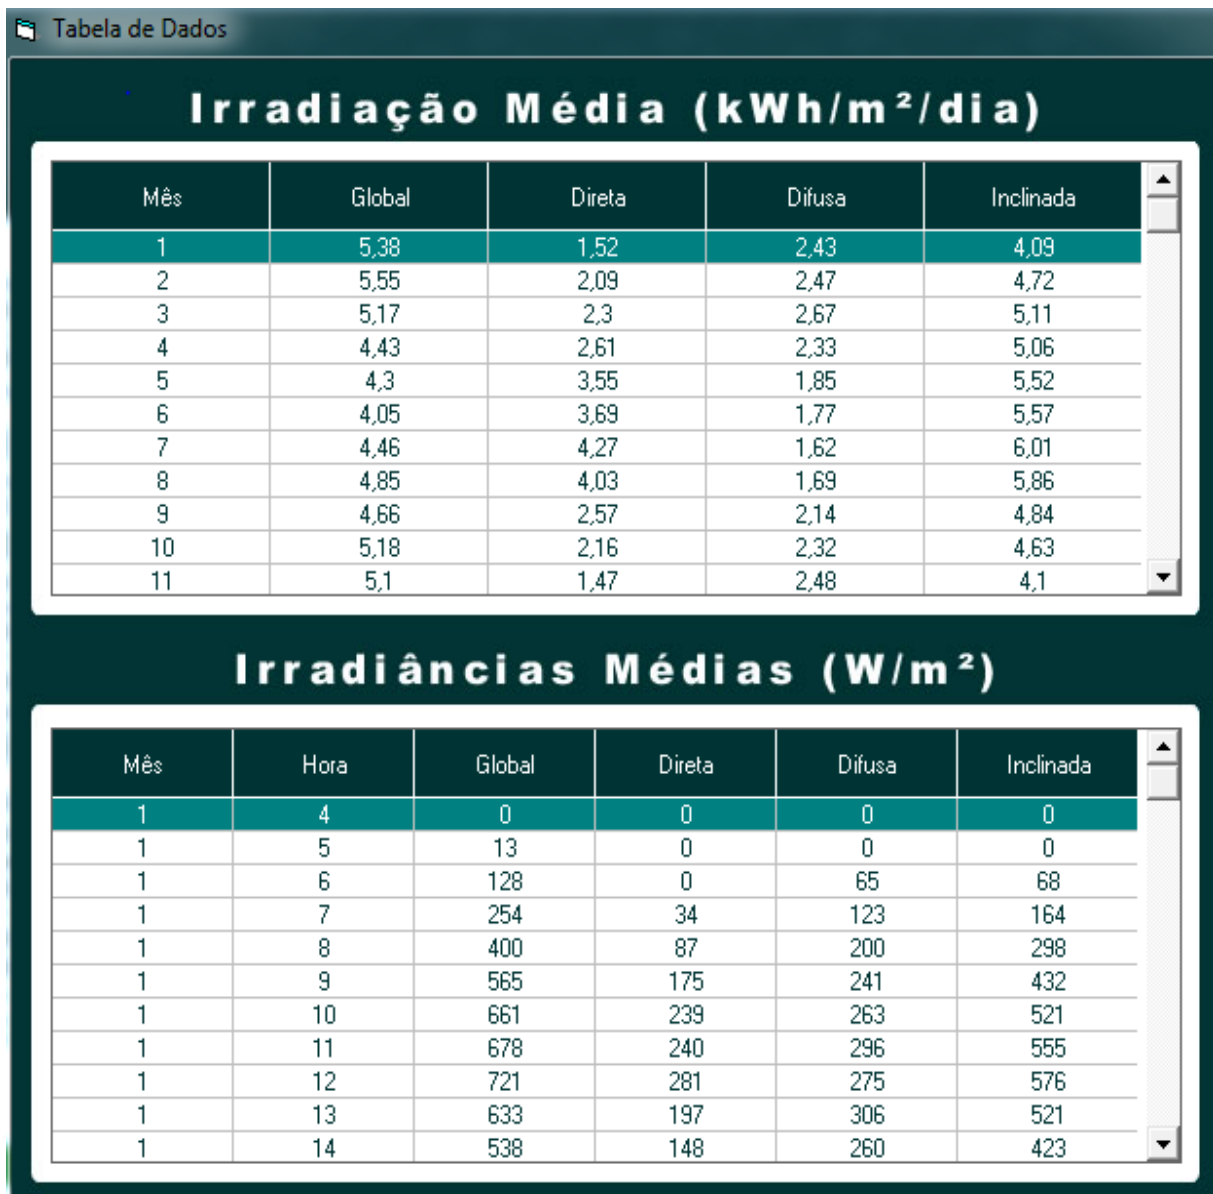 Tabela de Dados
Irradiação Média (kWh/m²/dia)
Mês Global Direta Difusa Inclinada
1 5,38 1,52 2,43 4,09
2 5,55 2,09 2,47 4,72
3 5,17 2,3 2,67 5,11
4 4,43 2,61 2,33 5,06
5 4,3 3,55 1,85 5,52
6 4,05 3,69 1,77 5,57
7 4,46 4,27 1,62 6,01
8 4,85 4,03 1,69 5,86
9 4,66 2,57 2,14 4,84
10 5,18 2,16 2,32 4,63
11 5,1 1,47 2,48 4,1
Irradiâncias Médias (W/m²)
Mês Hora Global Direta Difusa Inclinada
1 4 0 0 0 0
1 5 13 0 0 0
1 6 128 0 65 68
1 7 254 34 123 164
1 8 400 87 200 298
1 9 565 175 241 432
1 10 661 239 263 521
1 11 678 240 296 555
1 12 721 281 275 576
1 13 633 197 306 521
1 14 538 148 260 423